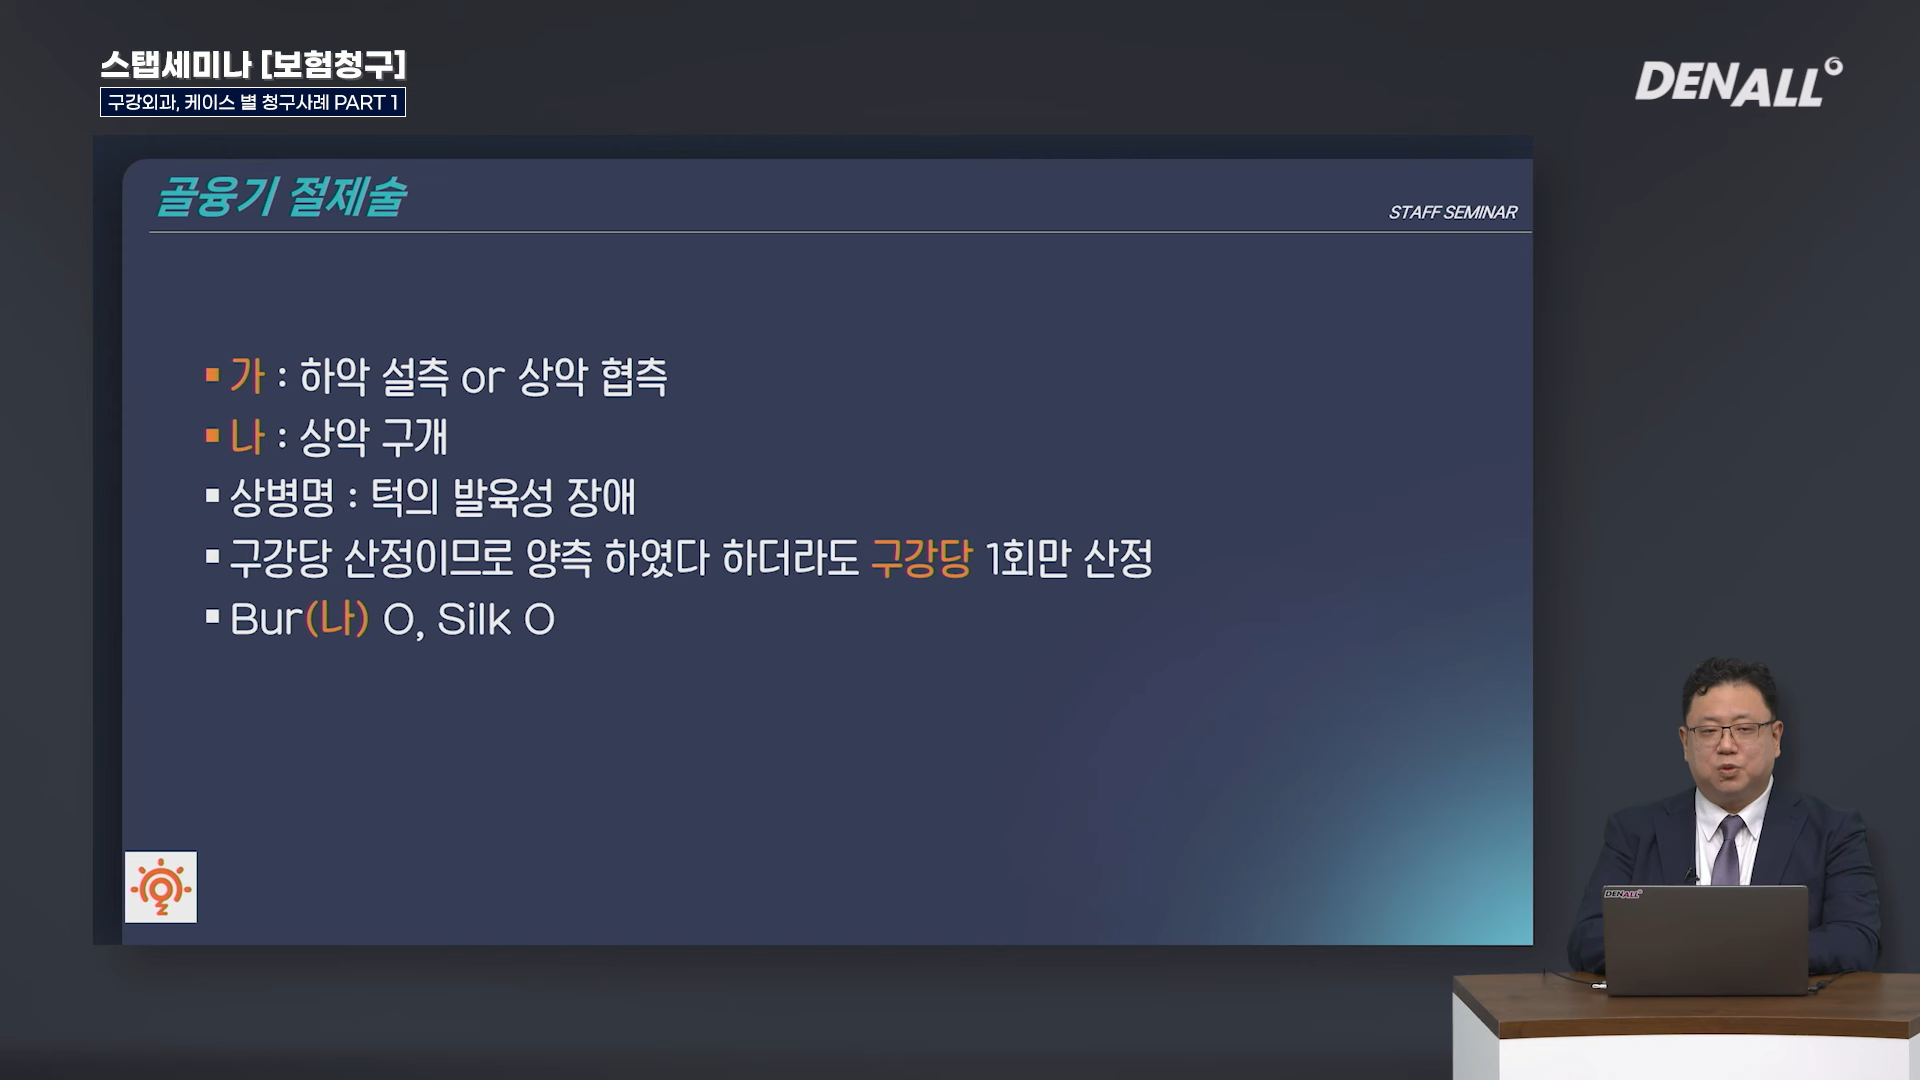 스탭세미나 [보험청구]
구강외과, 케이스 별 청구사례 PART 1
DENALL
골융기 절제술
STAFF SEMINAR
▪ 가 : 하악 설측 or 상악 협측
▪ 나 : 상악 구개
▪ 상병명 : 턱의 발육성 장애
▪ 구강당 산정이므로 양측 하였다 하더라도 구강당 1회만 산정
▪ Bur(나) O, Silk O
DENALL